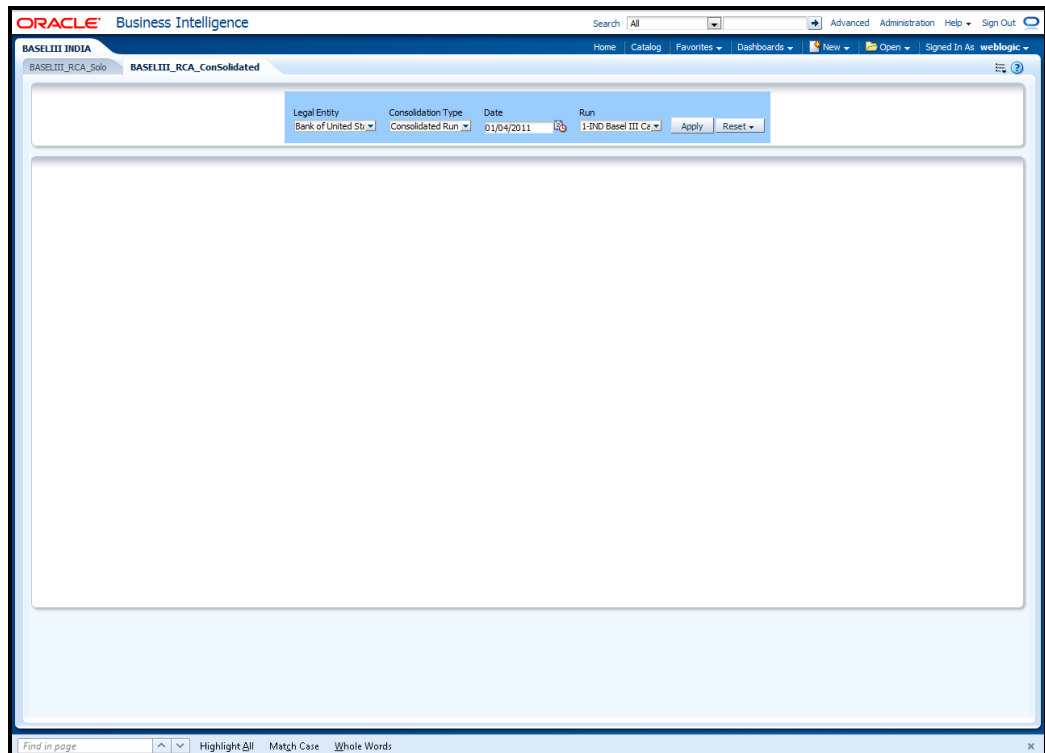 ORACLE Business Intelligence Search All Advanced Administration Help Sign Out
BASELIII INDIA Home Catalog Favorites Dashboards New Open Signed In As weblogic
BASELIII_RCA_Solo BASELIII_RCA_ConSolidated
Legal Entity Consolidation Type Date Run
Bank of United Sta Consolidated Run 01/04/2011 1-IND Basel III Ca Apply Reset
Find in page Highlight All Match Case Whole Words